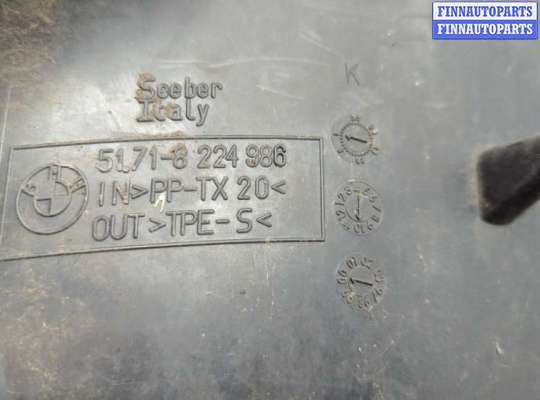 FINNAUTOPARTS
FINNAUTOPARTS
Seeber
Italy
K
51.71-8 224 986
IN>PP-TX 20<
OUT>TPE-S<